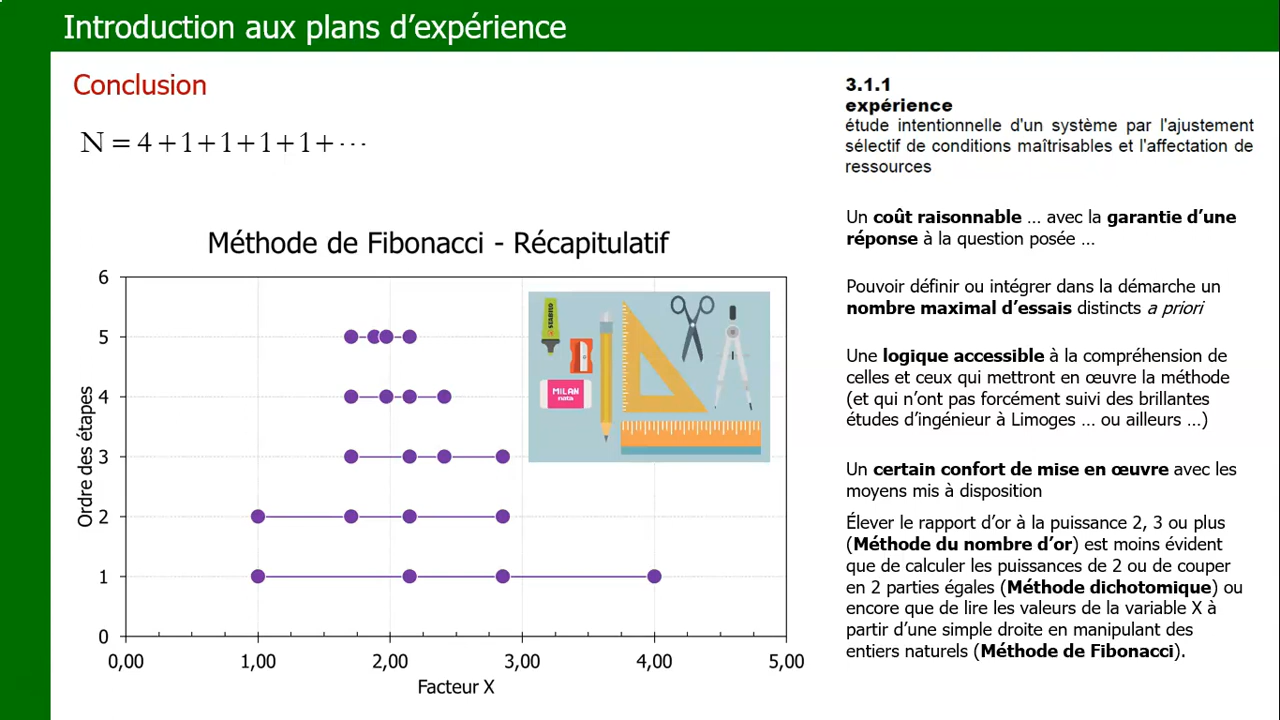 Introduction aux plans d’expérience
Conclusion
N = 4 + 1 + 1 + 1 + 1 + ⋯
Méthode de Fibonacci - Récapitulatif
6
5
4
3
2
1
0
Ordre des étapes
0,00
1,00
2,00
3,00
4,00
5,00
Facteur X
STABILO
MILAN
nata
3.1.1
expérience
étude intentionnelle d'un système par l'ajustement
sélectif de conditions maîtrisables et l'affectation de
ressources
Un coût raisonnable … avec la garantie d’une
réponse à la question posée …
Pouvoir définir ou intégrer dans la démarche un
nombre maximal d’essais distincts a priori
Une logique accessible à la compréhension de
celles et ceux qui mettront en œuvre la méthode
(et qui n’ont pas forcément suivi des brillantes
études d’ingénieur à Limoges … ou ailleurs …)
Un certain confort de mise en œuvre avec les
moyens mis à disposition
Élever le rapport d’or à la puissance 2, 3 ou plus
(Méthode du nombre d’or) est moins évident
que de calculer les puissances de 2 ou de couper
en 2 parties égales (Méthode dichotomique) ou
encore que de lire les valeurs de la variable X à
partir d’une simple droite en manipulant des
entiers naturels (Méthode de Fibonacci).